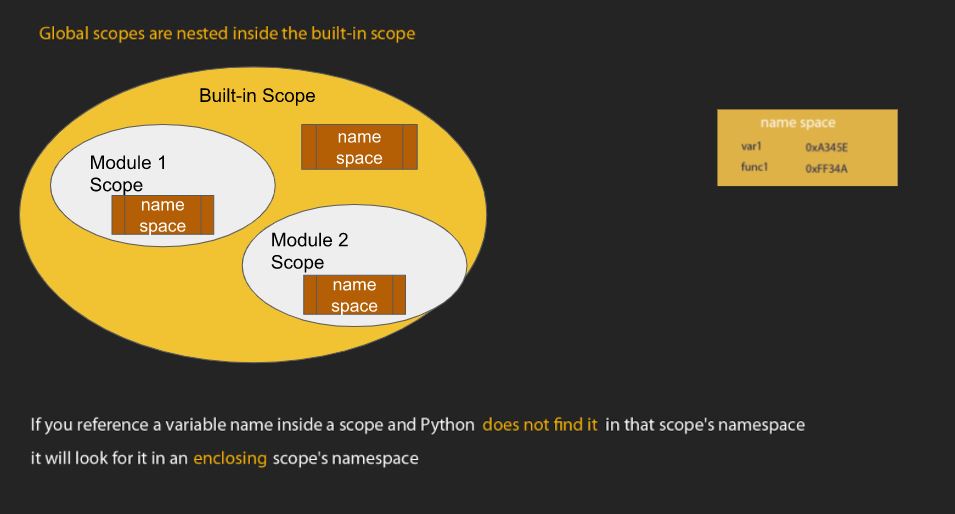 Global scopes are nested inside the built-in scope
Built-in Scope
name
space
Module 1
Scope
name
space
Module 2
Scope
name
space
name space
var1 0xA345E
func1 0xFF34A
If you reference a variable name inside a scope and Python does not find it in that scope's namespace
it will look for it in an enclosing scope's namespace